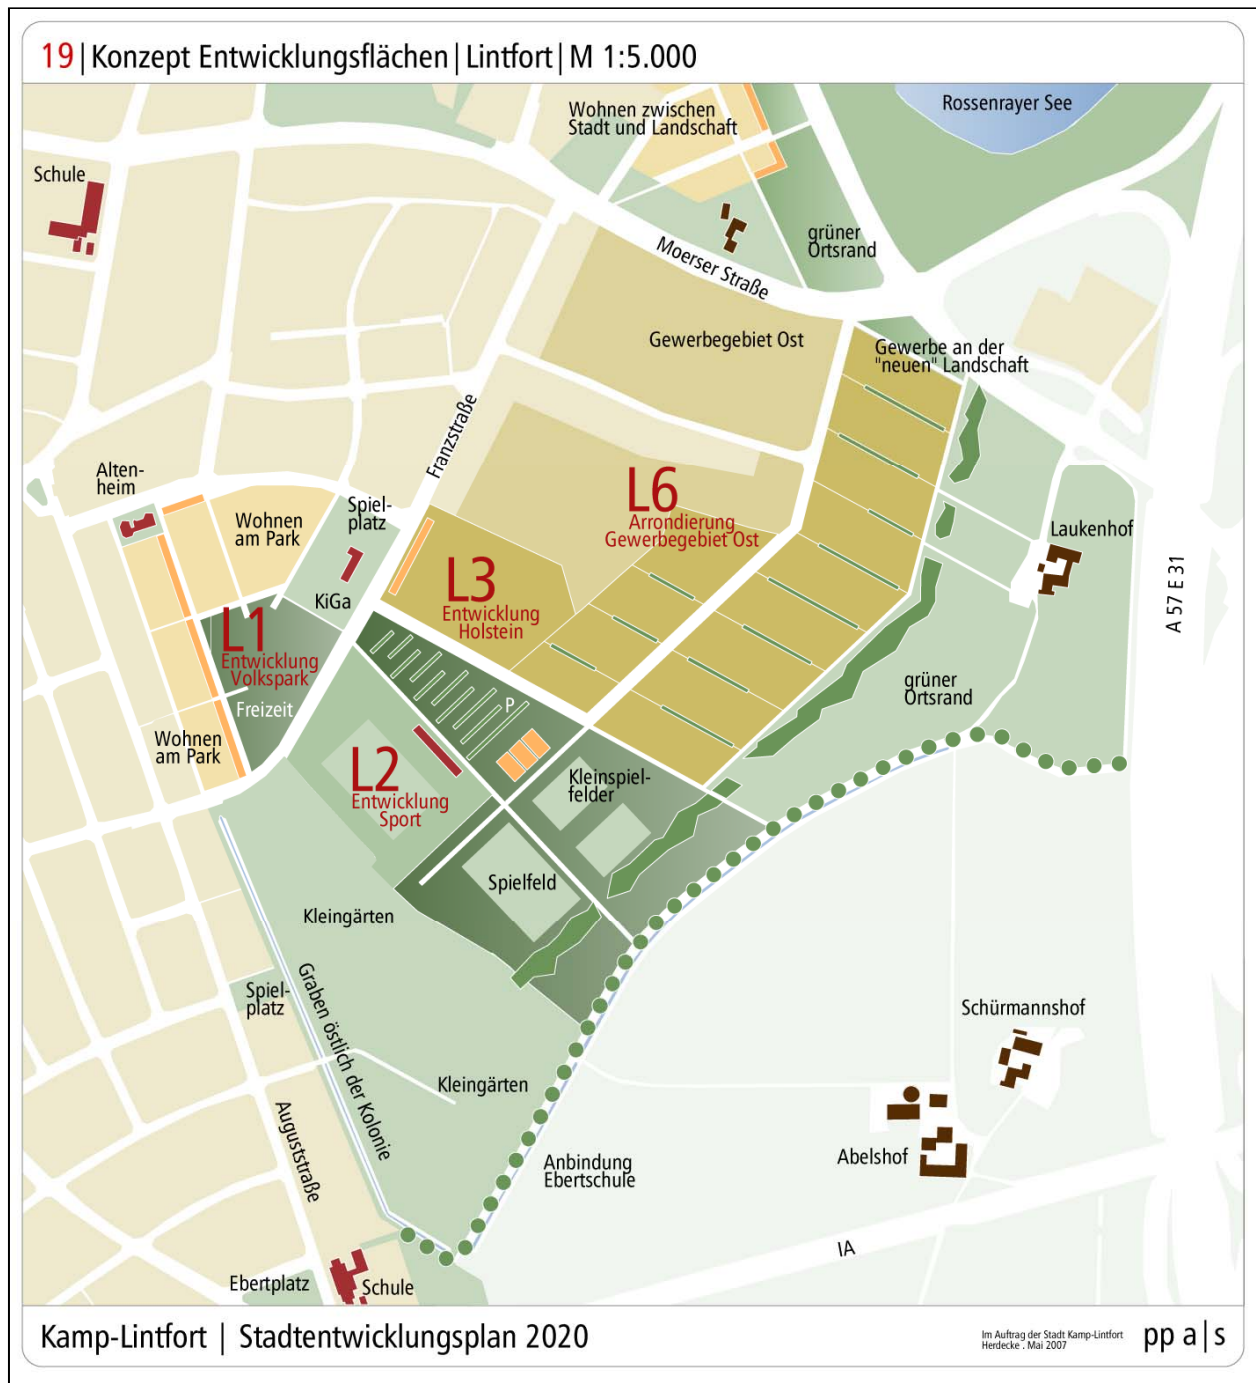 19|Konzept Entwicklungsflächen|Lintfort|M 1:5.000
Wohnen zwischen
Stadt und Landschaft
Rossenrayer See
Schule
grüner
Ortsrand
Moerser Straße
Gewerbegebiet Ost
Gewerbe an der
"neuen" Landschaft
Franzstraße
Alten-
heim
L6
Arrondierung
Gewerbegebiet Ost
Spiel-
platz
Wohnen
am Park
Laukenhof
A 57 E 31
L3
Entwicklung
Holstein
KiGa
L1
Entwicklung
Volkspark
Freizeit
grüner
Ortsrand
P
Wohnen
am Park
L2
Entwicklung
Sport
Kleinspiel-
felder
Spielfeld
Kleingärten
Graben östlich der Kolonie
Spiel-
platz
Schürmannshof
Kleingärten
Auguststraße
Anbindung
Ebertschule
Abelshof
IA
Ebertplatz
Schule
Kamp-Lintfort | Stadtentwicklungsplan 2020
Im Auftrag der Stadt Kamp-Lintfort
Herdecke . Mai 2007
pp a|s